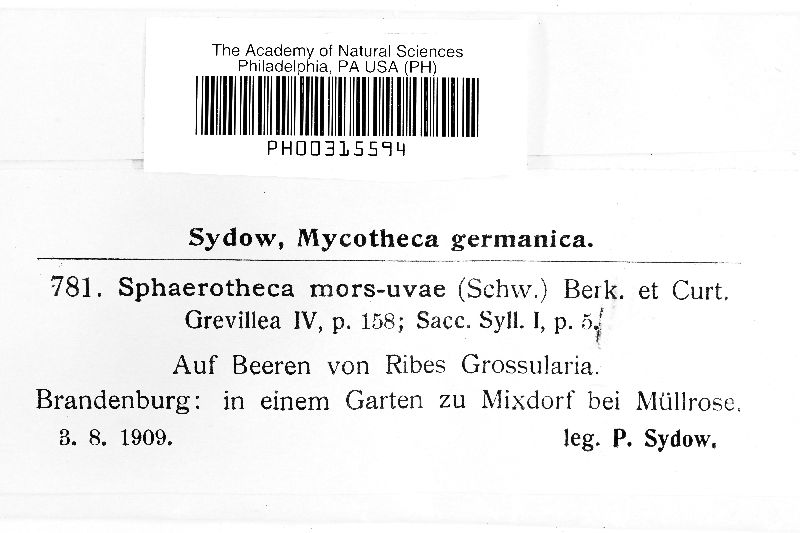 The Academy of Natural Sciences
Philadelphia, PA USA (PH)
PH00315594
Sydow, Mycotheca germanica.
781. Sphaerotheca mors-uvae (Schw.) Berk. et Curt.
Grevillea IV, p. 158; Sacc. Syll. I, p. 5.
Auf Beeren von Ribes Grossularia.
Brandenburg: in einem Garten zu Mixdorf bei Müllrose.
3. 8. 1909.
leg. P. Sydow.